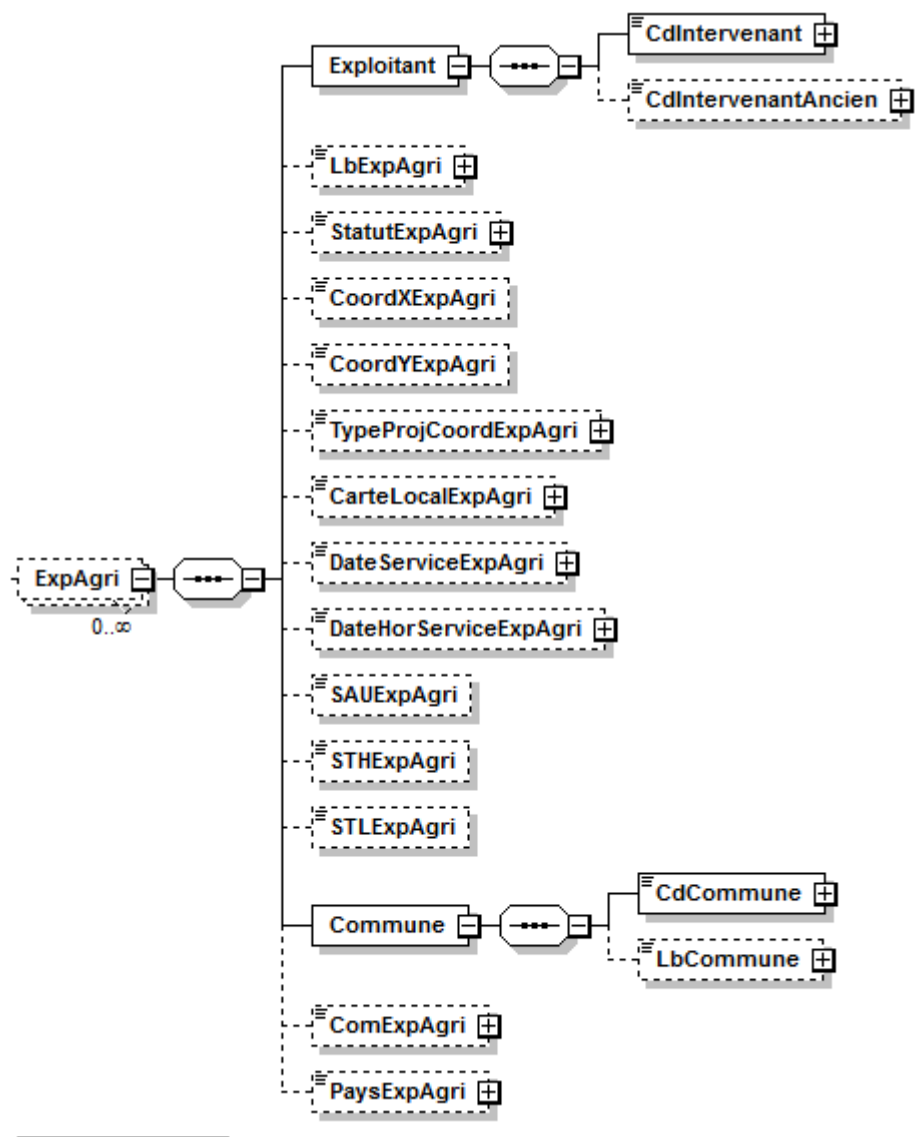 CdIntervenant
Exploitant
CdIntervenantAncien
LbExpAgri
StatutExpAgri
CoordXExpAgri
CoordYExpAgri
TypeProjCoordExpAgri
CarteLocalExpAgri
DateServiceExpAgri
ExpAgri
0..∞
DateHorServiceExpAgri
SAUExpAgri
STHExpAgri
STLExpAgri
CdCommune
Commune
LbCommune
ComExpAgri
PaysExpAgri